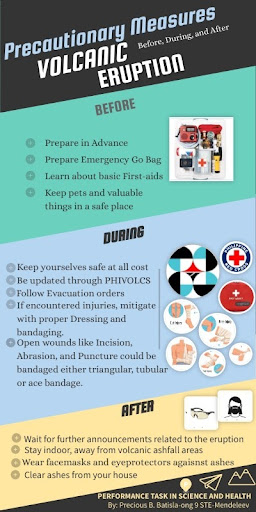 Precautionary Measures
Before, During, and After
VOLCANIC
ERUPTION
BEFORE
Prepare in Advance
Prepare Emergency Go Bag
Learn about basic First-aids
Keep pets and valuable
things in a safe place
DURING
Keep yourselves safe at all cost
Be updated through PHIVOLCS
Follow Evacuation orders
If encountered injuries, mitigate
with proper Dressing and
bandaging.
Open wounds like Incision,
Abrasion, and Puncture could be
bandaged either triangular, tubular
or ace bandage.
AFTER
Wait for further announcements related to the eruption
Stay indoor, away from volcanic ashfall areas
Wear facemasks and eyeprotectors agaisnst ashes
Clear ashes from your house
PERFORMANCE TASK IN SCIENCE AND HEALTH
By: Precious B. Batisla-ong 9 STE-Mendeleev